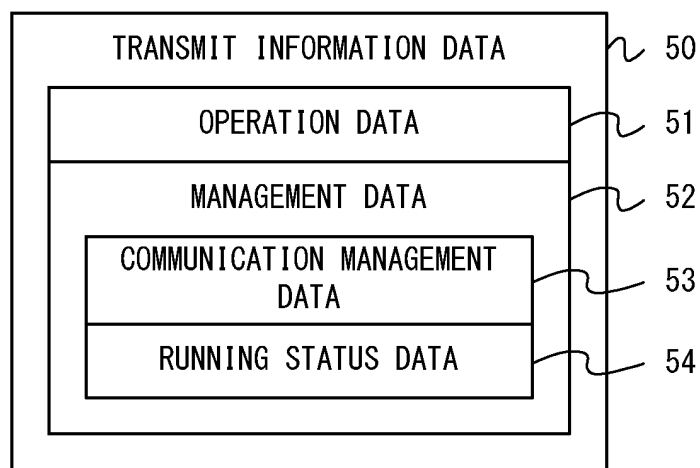 TRANSMIT INFORMATION DATA 50
OPERATION DATA 51
MANAGEMENT DATA 52
COMMUNICATION MANAGEMENT
DATA 53
RUNNING STATUS DATA 54